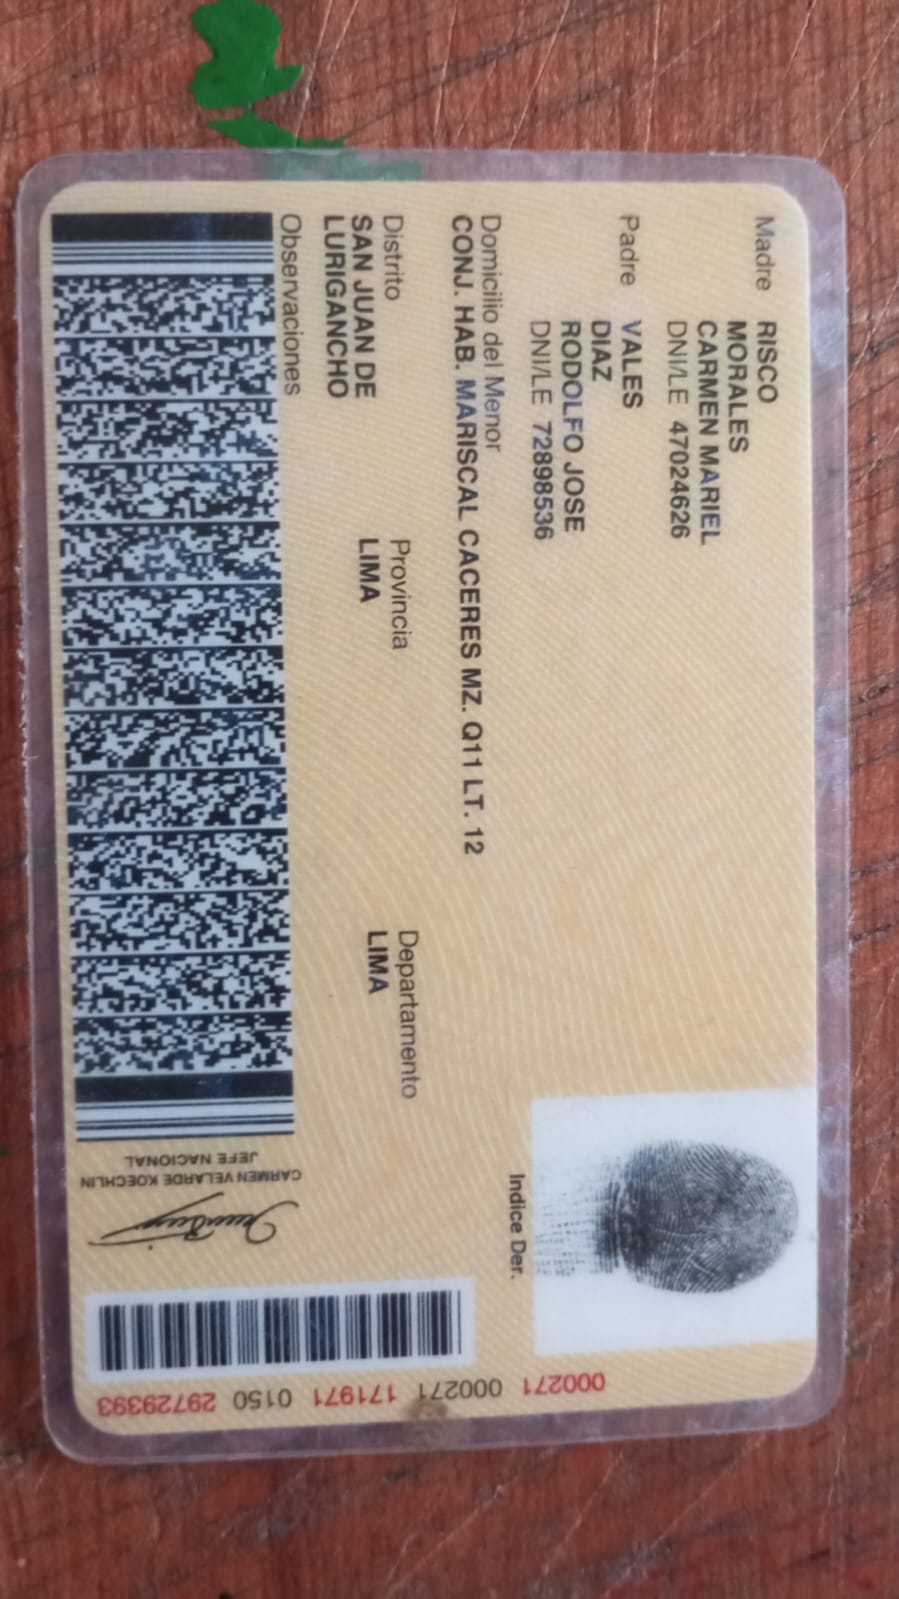 Madre RISCO
MORALES
CARMEN MARIEL
DNI/LE 47024626
Padre VALES
DIAZ
RODOLFO JOSE
DNI/LE 72898536
Domicilio del Menor
CONJ. HAB. MARISCAL CACERES MZ. Q11 LT. 12
Distrito Provincia Departamento
SAN JUAN DE LIMA LIMA
LURIGANCHO
Observaciones
Indice Der.
CARMEN VELARDE KOECHLIN
JEFE NACIONAL
29729393 0150 171971 000271 000271